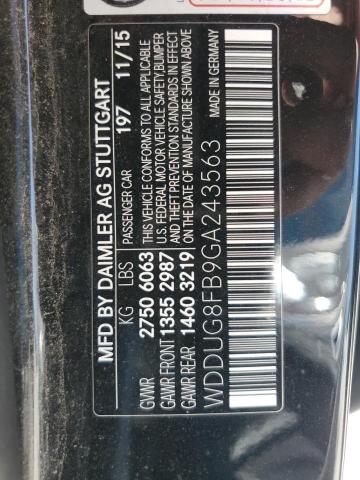 MFD BY DAIMLER AG STUTTGART
PASSENGER CAR 197 11/15
KG LBS THIS VEHICLE CONFORMS TO ALL APPLICABLE
GVWR 2750 6063 U.S. FEDERAL MOTOR VEHICLE SAFETY,BUMPER
GAWR FRONT 1355 2987 AND THEFT PREVENTION STANDARDS IN EFFECT
GAWR REAR 1460 3219 ON THE DATE OF MANUFACTURE SHOWN ABOVE
WDDUG8FB9GA243563 MADE IN GERMANY